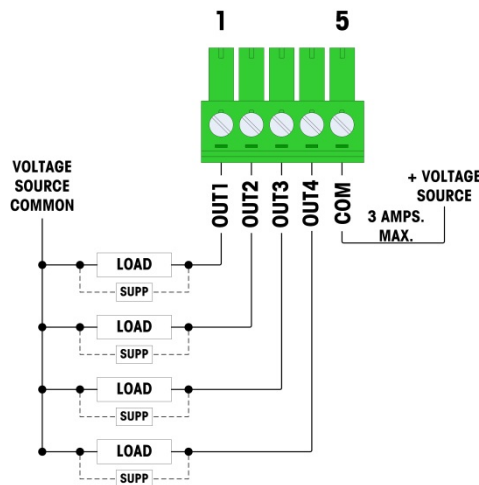 1 5
VOLTAGE
SOURCE
COMMON
OUT1
OUT2
OUT3
OUT4
COM
+ VOLTAGE
SOURCE
3 AMPS.
MAX.
LOAD
SUPP
LOAD
SUPP
LOAD
SUPP
LOAD
SUPP